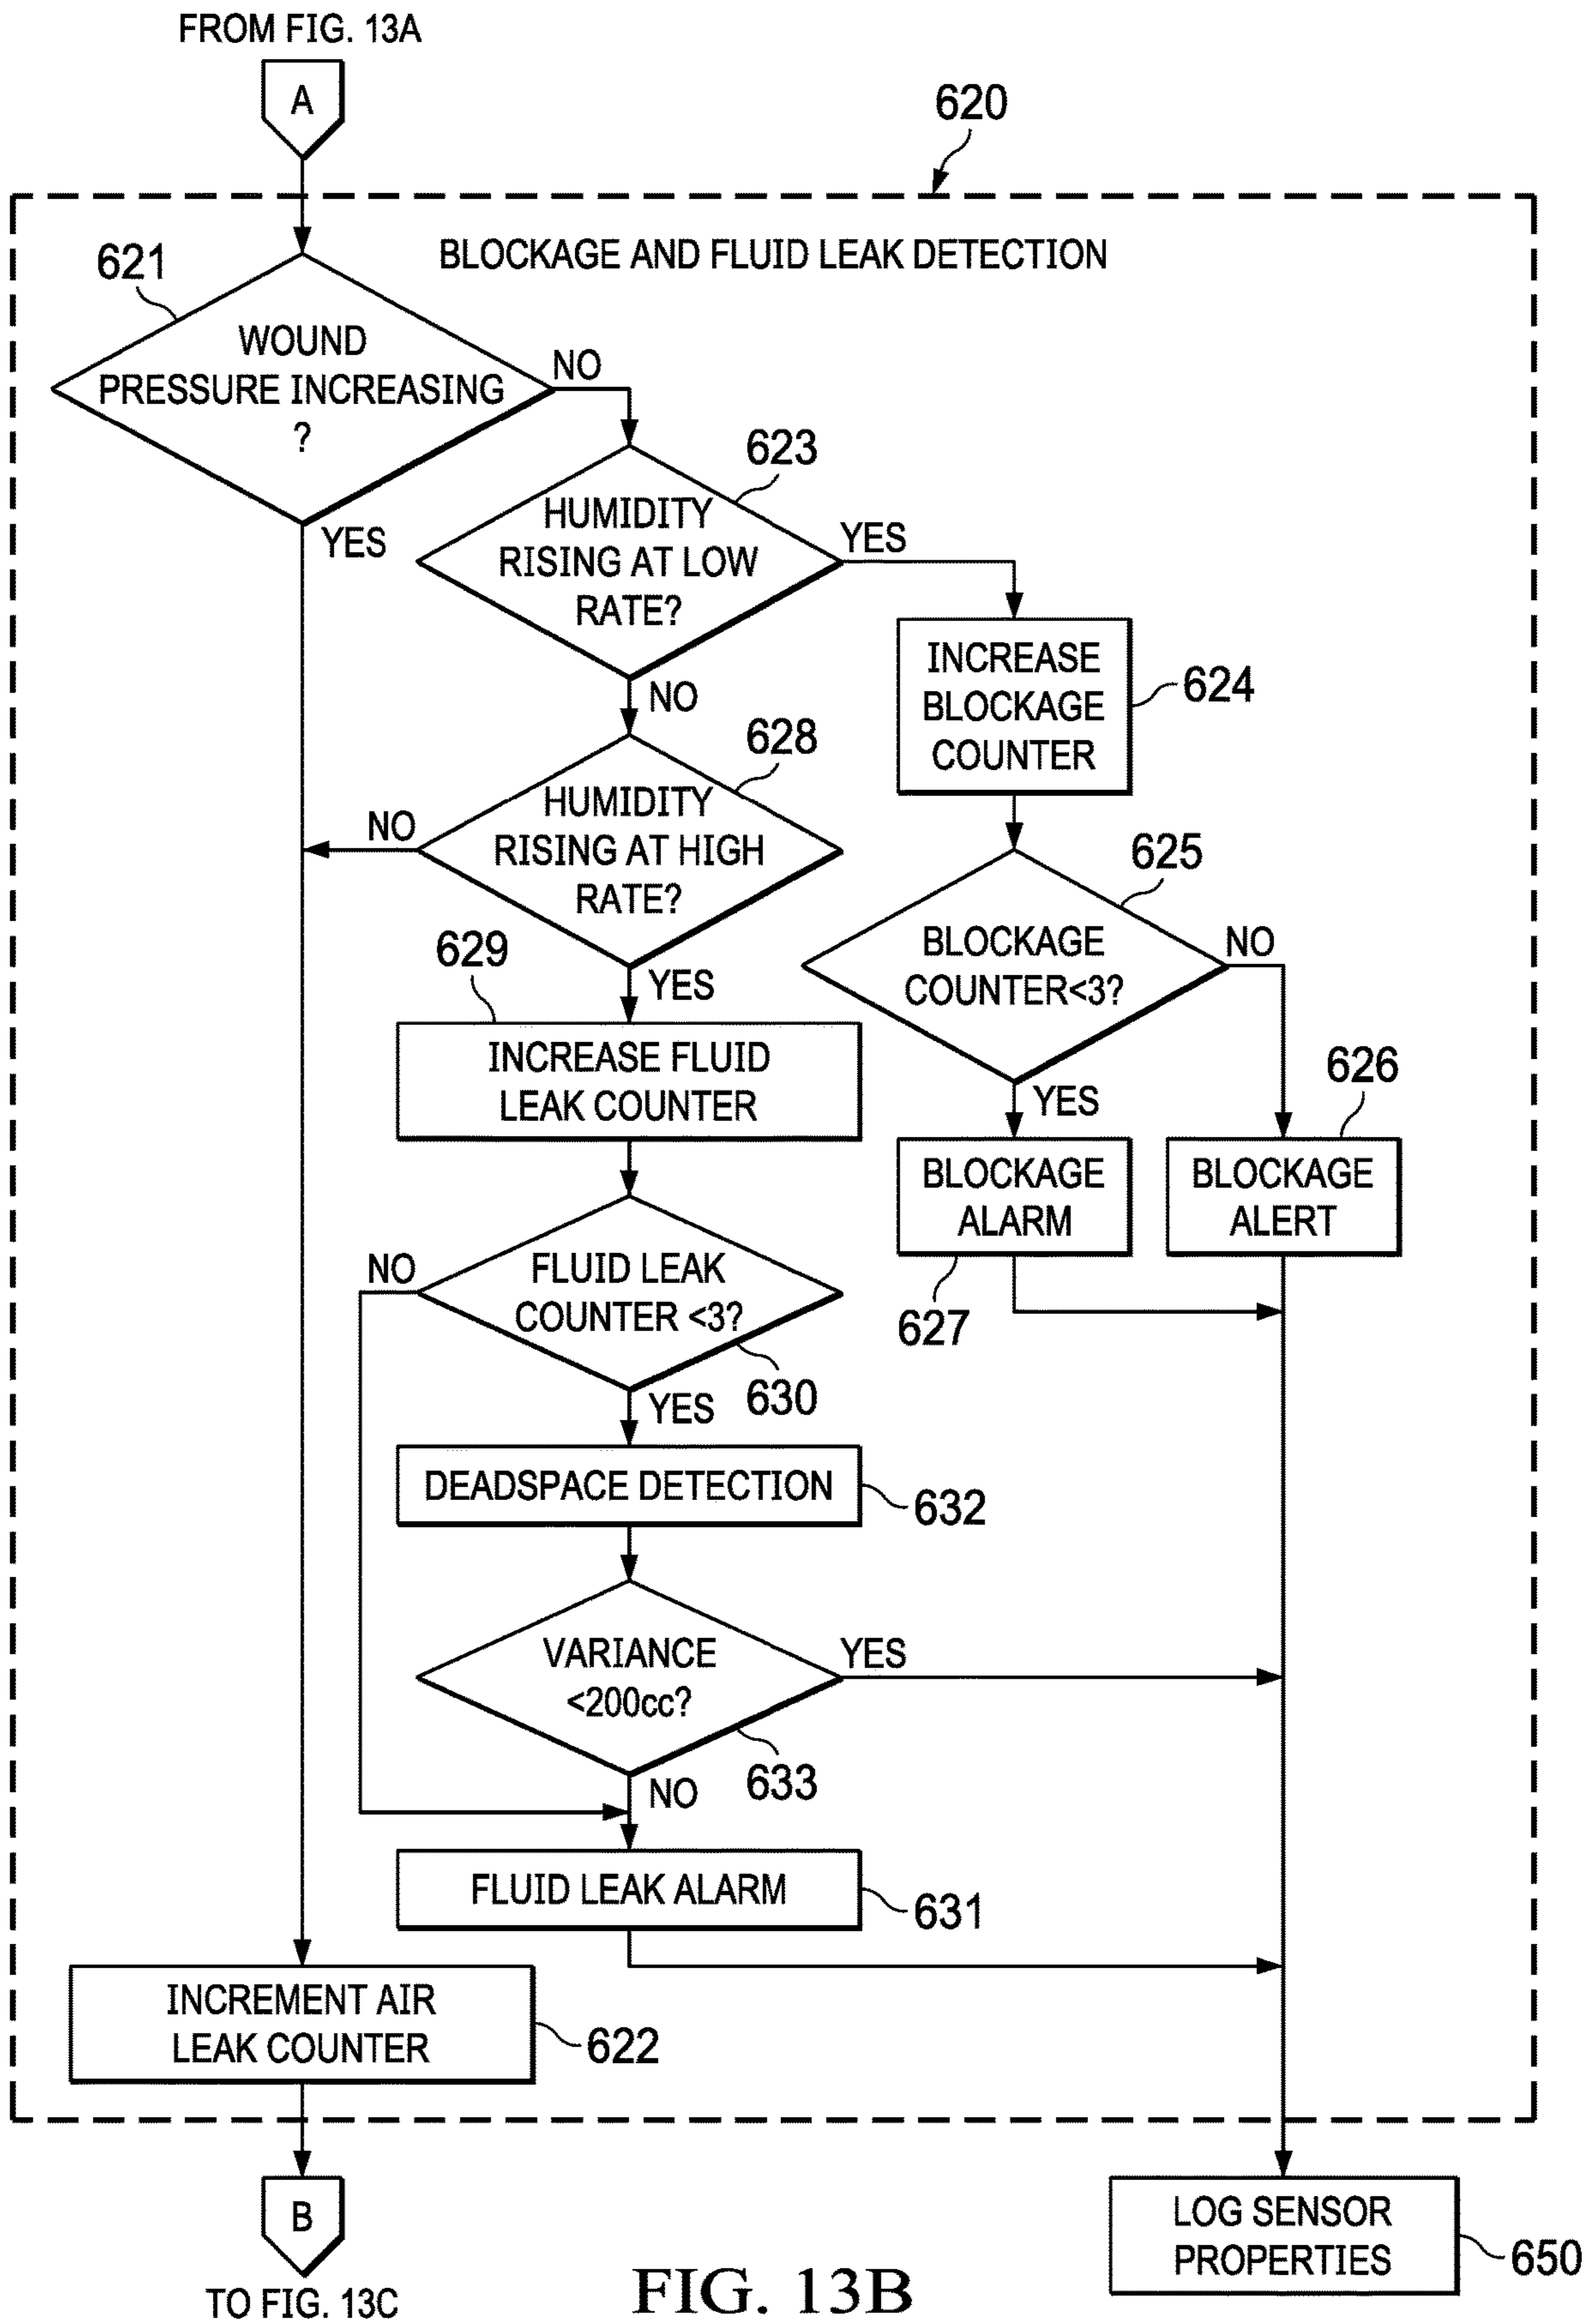 FROM FIG. 13A
A
620
BLOCKAGE AND FLUID LEAK DETECTION
621
WOUND
PRESSURE INCREASING
?
NO
YES
623
HUMIDITY
RISING AT LOW
RATE?
YES
NO
INCREASE
BLOCKAGE
COUNTER
624
628
HUMIDITY
RISING AT HIGH
RATE?
NO
YES
625
BLOCKAGE
COUNTER<3?
NO
YES
629
INCREASE FLUID
LEAK COUNTER
626
BLOCKAGE
ALARM
627
BLOCKAGE
ALERT
FLUID LEAK
COUNTER <3?
NO
630
YES
DEADSPACE DETECTION
632
VARIANCE
<200cc?
YES
633
NO
FLUID LEAK ALARM
631
INCREMENT AIR
LEAK COUNTER
622
B
TO FIG. 13C
LOG SENSOR
PROPERTIES
650
FIG. 13B